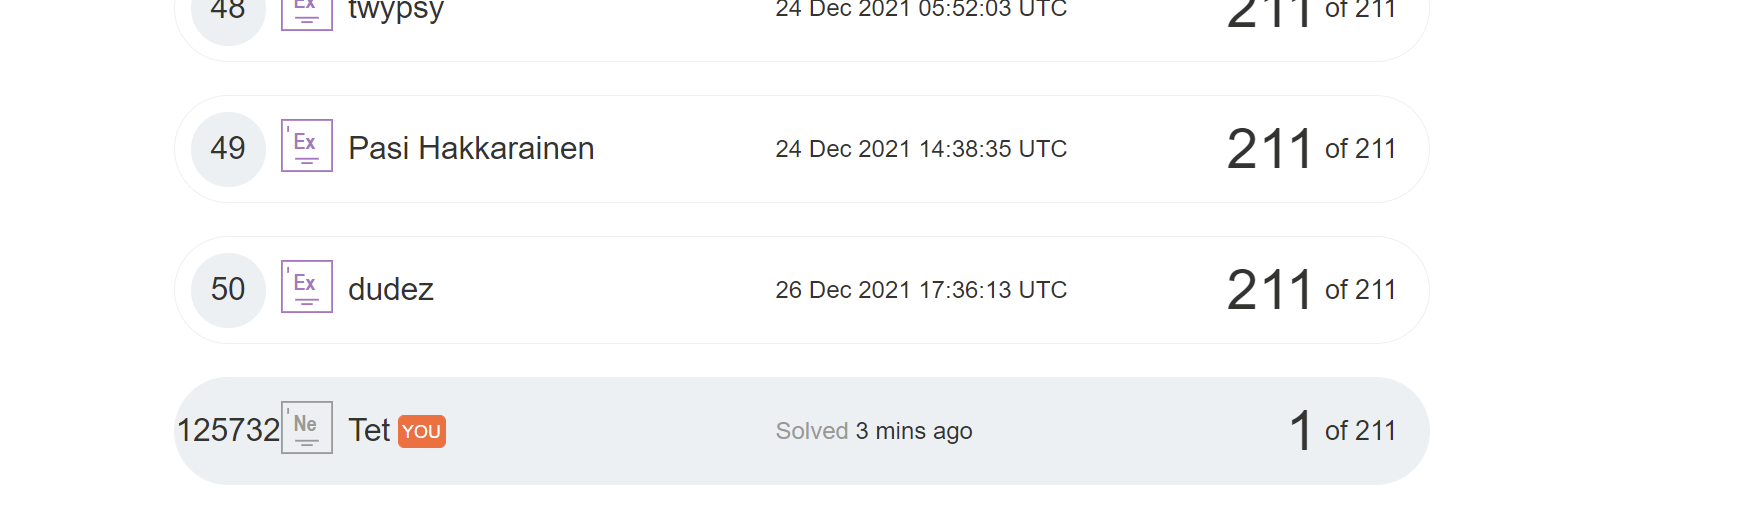 48 Ex twypsy 24 Dec 2021 05:52:03 UTC 211 of 211
49 Ex Pasi Hakkarainen 24 Dec 2021 14:38:35 UTC 211 of 211
50 Ex dudez 26 Dec 2021 17:36:13 UTC 211 of 211
125732 Ne Tet YOU Solved 3 mins ago 1 of 211